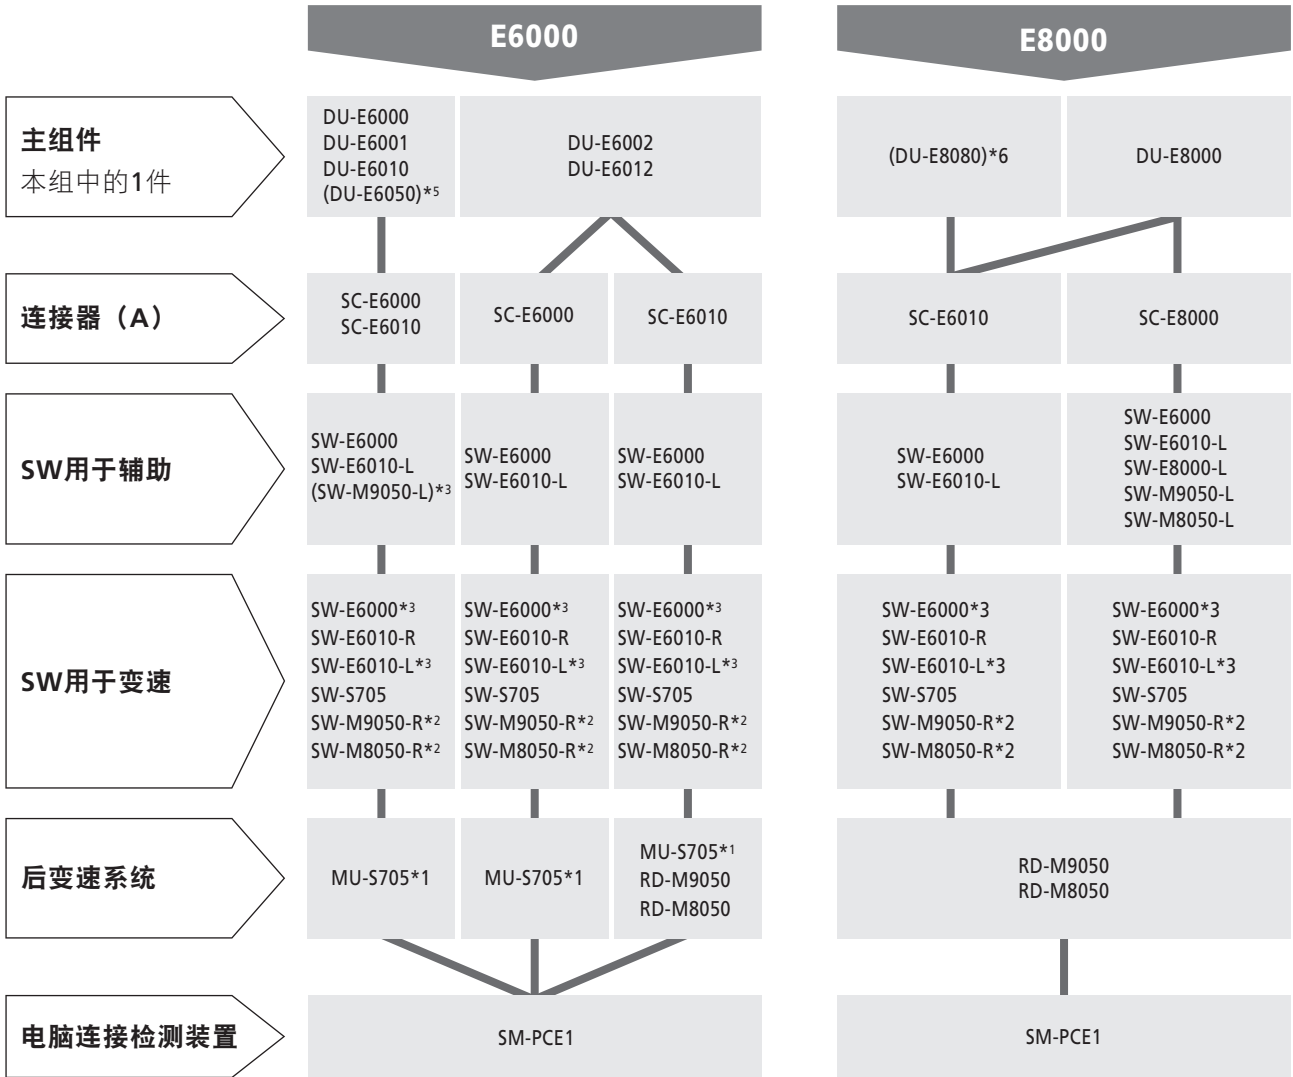 E6000
E8000
主组件
本组中的1件
DU-E6000
DU-E6001
DU-E6010
(DU-E6050)*5
DU-E6002
DU-E6012
(DU-E8080)*6
DU-E8000
连接器（A）
SC-E6000
SC-E6010
SC-E6000
SC-E6010
SC-E6010
SC-E8000
SW用于辅助
SW-E6000
SW-E6010-L
(SW-M9050-L)*3
SW-E6000
SW-E6010-L
SW-E6000
SW-E6010-L
SW-E6000
SW-E6010-L
SW-E6000
SW-E6010-L
SW-E8000-L
SW-M9050-L
SW-M8050-L
SW用于变速
SW-E6000*3
SW-E6010-R
SW-E6010-L*3
SW-S705
SW-M9050-R*2
SW-M8050-R*2
SW-E6000*3
SW-E6010-R
SW-E6010-L*3
SW-S705
SW-M9050-R*2
SW-M8050-R*2
SW-E6000*3
SW-E6010-R
SW-E6010-L*3
SW-S705
SW-M9050-R*2
SW-M8050-R*2
SW-E6000*3
SW-E6010-R
SW-E6010-L*3
SW-S705
SW-M9050-R*2
SW-M8050-R*2
SW-E6000*3
SW-E6010-R
SW-E6010-L*3
SW-S705
SW-M9050-R*2
SW-M8050-R*2
后变速系统
MU-S705*1
MU-S705*1
MU-S705*1
RD-M9050
RD-M8050
RD-M9050
RD-M8050
电脑连接检测装置
SM-PCE1
SM-PCE1